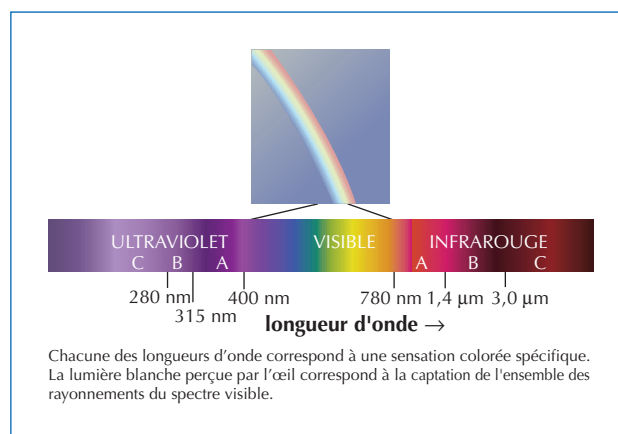 ULTRAVIOLET VISIBLE INFRAROUGE
C B A A B C
280 nm 400 nm 780 nm 1,4 µm 3,0 µm
315 nm
longueur d'onde →
Chacune des longueurs d’onde correspond à une sensation colorée spécifique.
La lumière blanche perçue par l’œil correspond à la captation de l'ensemble des
rayonnements du spectre visible.